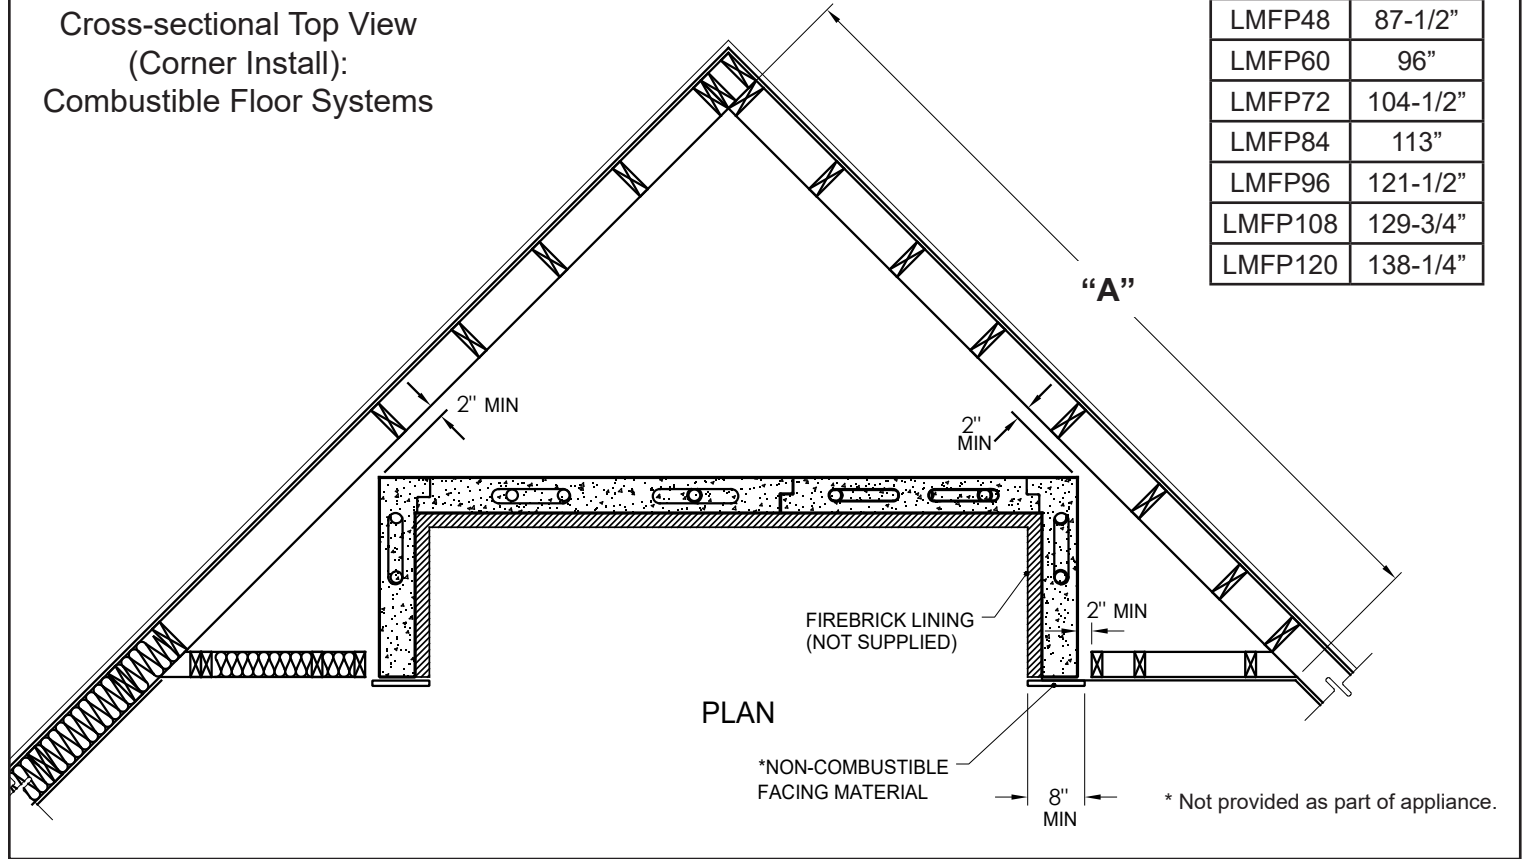 Cross-sectional Top View
(Corner Install):
Combustible Floor Systems
LMFP48 87-1/2”
LMFP60 96”
LMFP72 104-1/2”
LMFP84 113”
LMFP96 121-1/2”
LMFP108 129-3/4”
LMFP120 138-1/4”
“A”
2" MIN
2"
MIN
FIREBRICK LINING
(NOT SUPPLIED)
2" MIN
PLAN
*NON-COMBUSTIBLE
FACING MATERIAL
8"
MIN
* Not provided as part of appliance.